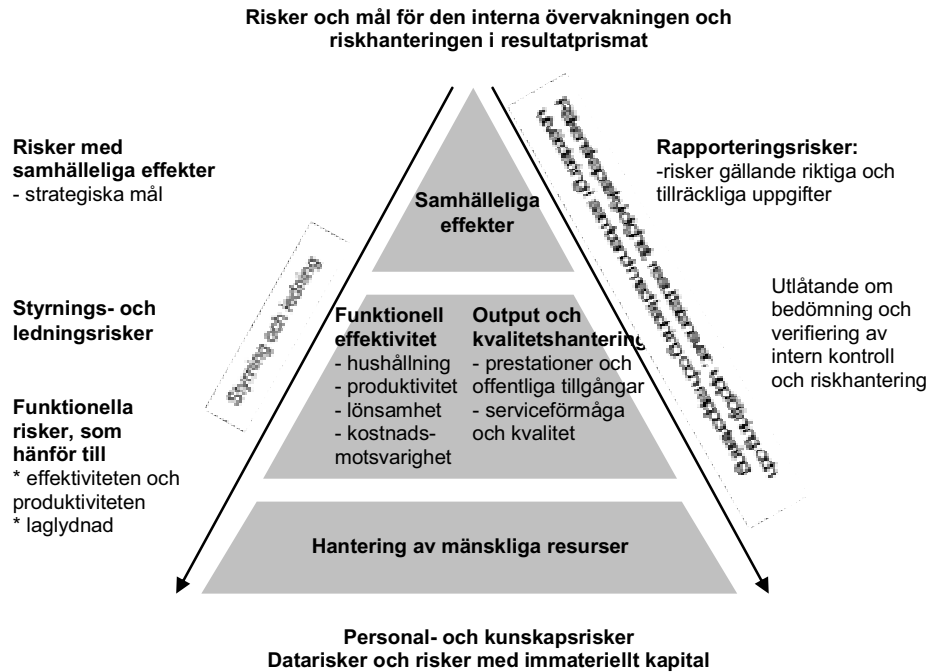 Risker och mål för den interna övervakningen och
riskhanteringen i resultatprismat
Risker med
samhälleliga effekter
- strategiska mål
Styrnings- och
ledningsrisker
Funktionella
risker, som
hänför till
* effektiviteten och
produktiviteten
* laglydnad
Styrning och ledning
Samhälleliga
effekter
Funktionell
effektivitet
- hushållning
- produktivitet
- lönsamhet
- kostnads-
motsvarighet
Output och
kvalitetshantering
- prestationer och
offentliga tillgångar
- serviceförmåga
och kvalitet
Hantering av mänskliga resurser
Rapporteringsrisker:
-risker gällande riktiga och
tillräckliga uppgifter
Utlåtande om
bedömning och
verifiering av
intern kontroll
och riskhantering
Personal- och kunskapsrisker
Datarisker och risker med immateriellt kapital